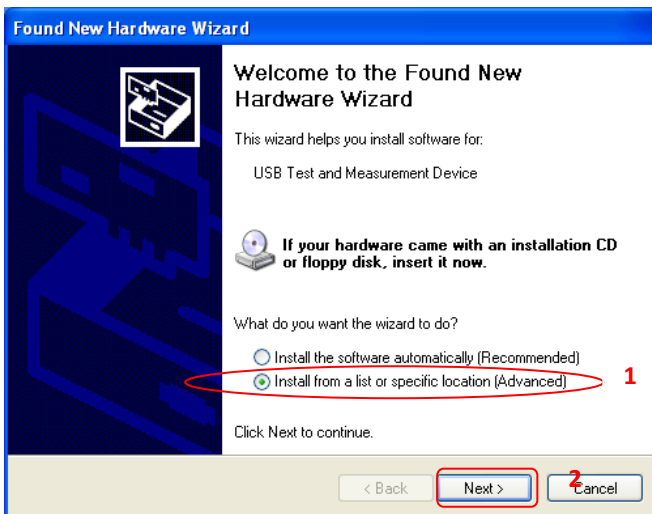 Found New Hardware Wizard
Welcome to the Found New
Hardware Wizard
This wizard helps you install software for:
USB Test and Measurement Device
If your hardware came with an installation CD
or floppy disk, insert it now.
What do you want the wizard to do?
Install the software automatically (Recommended)
Install from a list or specific location (Advanced) 1
Click Next to continue.
< Back Next > 2 Cancel